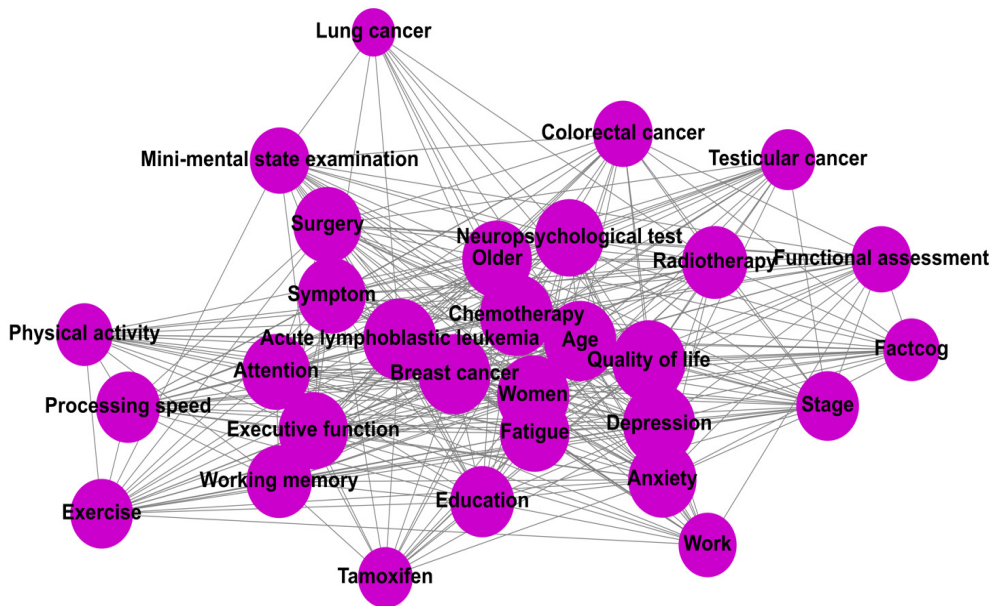 Lung cancer
Colorectal cancer
Mini-mental state examination
Testicular cancer
Surgery
Neuropsychological test
Older
Radiotherapy
Functional assessment
Symptom
Chemotherapy
Physical activity
Acute lymphoblastic leukemia
Age
Factcog
Quality of life
Attention
Breast cancer
Women
Processing speed
Stage
Executive function
Fatigue
Depression
Working memory
Anxiety
Education
Exercise
Work
Tamoxifen